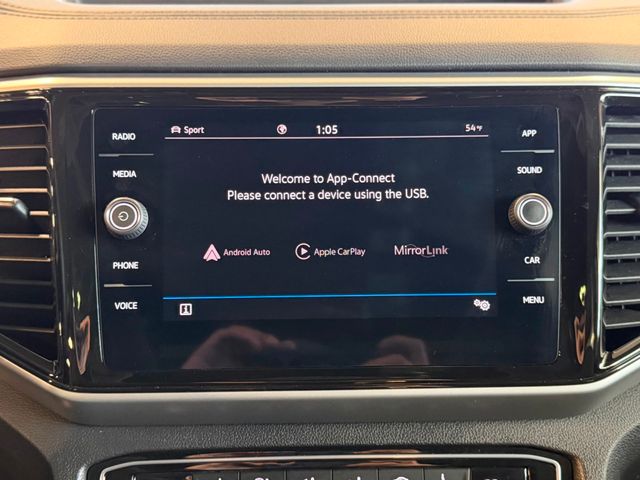 RADIO
MEDIA
PHONE
VOICE
Sport 1:05 54°F
Welcome to App-Connect
Please connect a device using the USB.
Android Auto Apple CarPlay MirrorLink
APP
SOUND
CAR
MENU